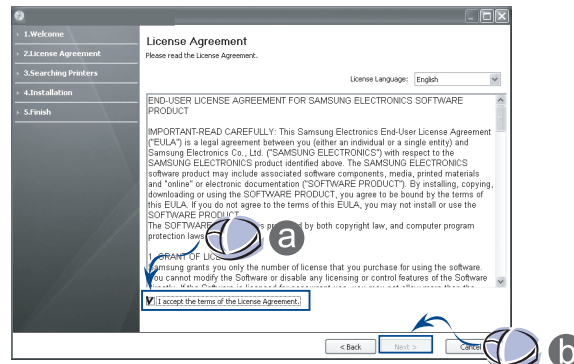 1.Welcome
2.License Agreement
3.Searching Printers
4.Installation
5.Finish
License Agreement
Please read the License Agreement.
License Language: English
END-USER LICENSE AGREEMENT FOR SAMSUNG ELECTRONICS SOFTWARE
PRODUCT
IMPORTANT-READ CAREFULLY: This Samsung Electronics End-User License Agreement
("EULA") is a legal agreement between you (either an individual or a single entity) and
Samsung Electronics Co., Ltd. ("SAMSUNG ELECTRONICS") with respect to the
SAMSUNG ELECTRONICS product identified above. The SAMSUNG ELECTRONICS
software product may include associated software components, media, printed materials
and "online" or electronic documentation ("SOFTWARE PRODUCT"). By installing, copying,
downloading or using the SOFTWARE PRODUCT, you agree to be bound by the terms of
this EULA. If you do not agree to the terms of this EULA, you may not install or use the
SOFTWARE PRODUCT
The SOFTWARE by both copyright law, and computer program
protection laws
a
1. GRANT OF
Samsung grants you only the number of license that you purchase for using the software.
You cannot modify the Software or disable any licensing or control features of the Software
I accept the terms of the License Agreement.
< Back Next > Cancel
b